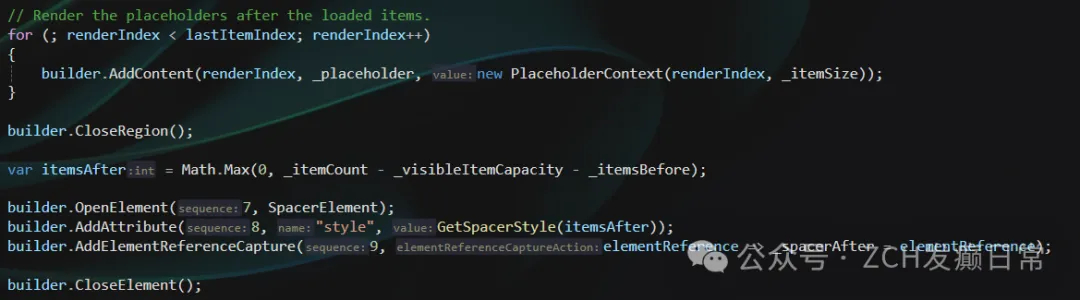 // Render the placeholders after the loaded items.
for (; renderIndex < lastItemIndex; renderIndex++)
{
    builder.AddContent(renderIndex, _placeholder, value: new PlaceholderContext(renderIndex, _itemSize));
}

builder.CloseRegion();

var itemsAfter:int = Math.Max(0, _itemCount - _visibleItemCapacity - _itemsBefore);

builder.OpenElement(sequence: 7, SpacerElement);
builder.AddAttribute(sequence: 8, name: "style", value: GetSpacerStyle(itemsAfter));
builder.AddElementReferenceCapture(sequence: 9, elementReferenceCaptureAction: elementReference _spacerAfter = elementReference);
builder.CloseElement();
公众号 · ZCH发癫日常